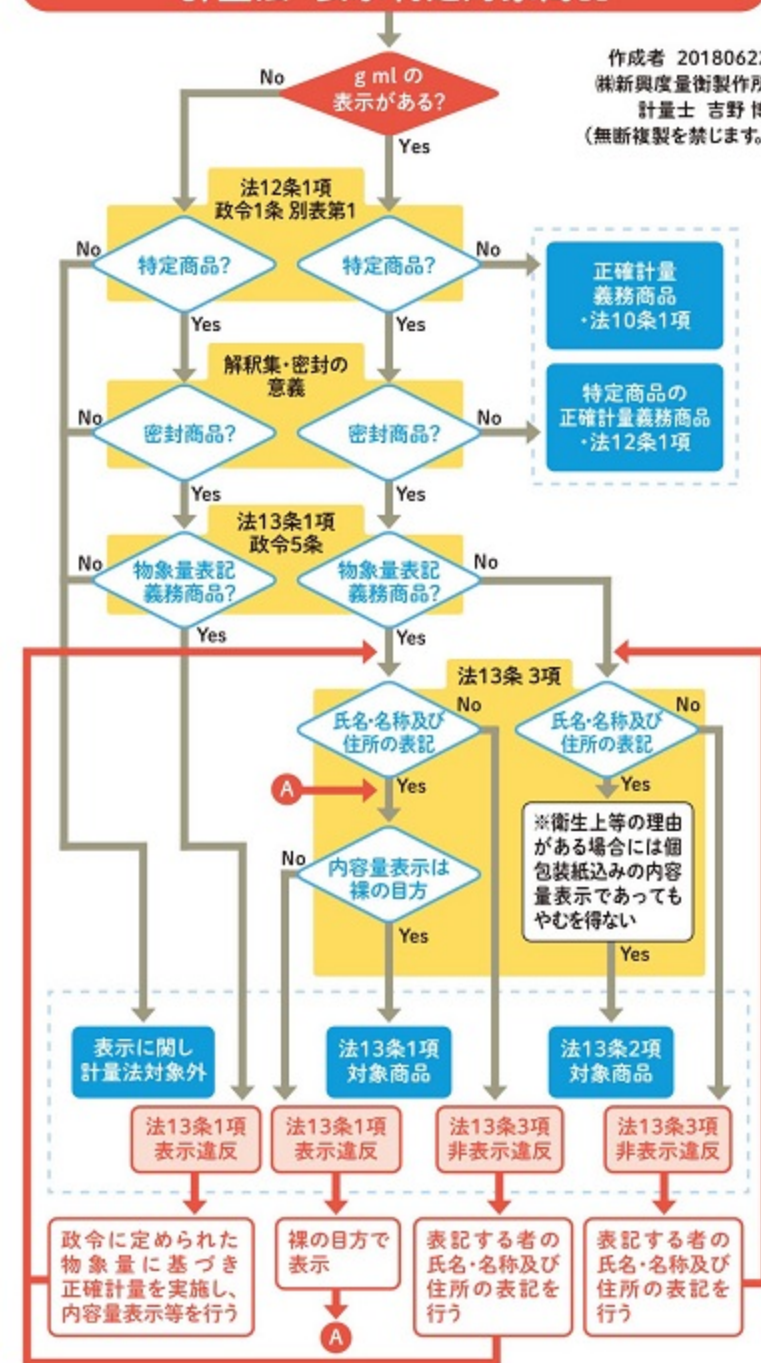 作成者 2018062
㈱新興度量衡製作所
計量士 吉野
(無断複製を禁じます。
g ml の
表示がある?
No
Yes
法12条1項
政令1条 別表第1
No
特定商品?
特定商品?
No
正確計量
義務商品
・法10条1項
Yes
Yes
解釈集・密封の
意義
特定商品の
正確計量義務商品
・法12条1項
No
密封商品?
密封商品?
No
Yes
Yes
法13条1項
政令5条
No
物象量表記
義務商品?
物象量表記
義務商品?
No
Yes
Yes
法13条 3項
氏名・名称及び
住所の表記
No
氏名・名称及び
住所の表記
No
A
Yes
Yes
※衛生上等の理由
がある場合には個
包装紙込みの内容
量表示であっても
やむを得ない
No
内容量表示は
裸の目方
Yes
Yes
表示に関し
計量法対象外
法13条1項
対象商品
法13条2項
対象商品
法13条1項
表示違反
法13条1項
表示違反
法13条3項
非表示違反
法13条3項
非表示違反
政令に定められた
物象量に基づき
正確計量を実施し、
内容量表示等を行う
裸の目方で
表示
表記する者の
氏名・名称及び
住所の表記を
行う
表記する者の
氏名・名称及び
住所の表記を
行う
A